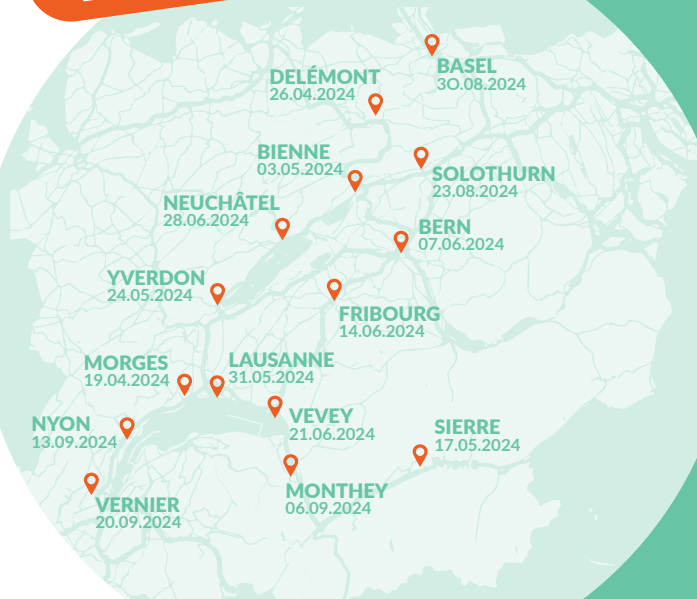 BASEL
3O.08.2024
DELÉMONT
26.04.2024
BIENNE
03.05.2024
SOLOTHURN
23.08.2024
NEUCHÂTEL
28.06.2024
BERN
07.06.2024
YVERDON
24.05.2024
FRIBOURG
14.06.2024
MORGES
19.04.2024
LAUSANNE
31.05.2024
VEVEY
21.06.2024
NYON
13.09.2024
SIERRE
17.05.2024
MONTHEY
06.09.2024
VERNIER
20.09.2024